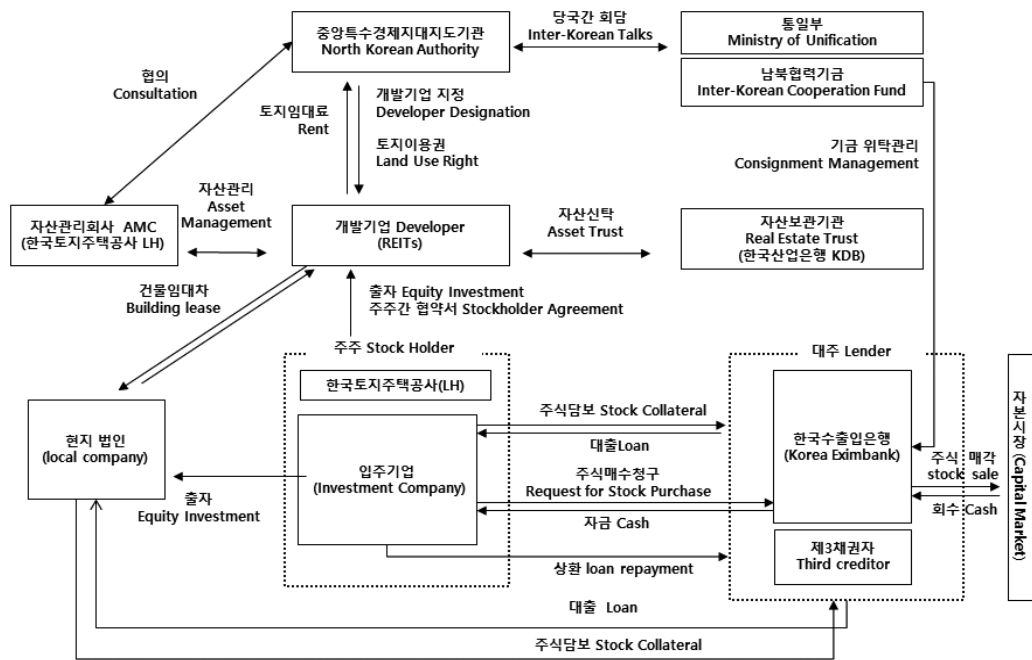 중앙특수경제지대지도기관
North Korean Authority
당국간 회담
Inter-Korean Talks
통일부
Ministry of Unification
남북협력기금
Inter-Korean Cooperation Fund
협의
Consultation
토지임대료
Rent
개발기업 지정
Developer Designation
토지이용권
Land Use Right
기금 위탁관리
Consignment Management
자산관리회사 AMC
(한국토지주택공사 LH)
자산관리
Asset
Management
개발기업 Developer
(REITs)
자산신탁
Asset Trust
자산보관기관
Real Estate Trust
(한국산업은행 KDB)
건물임대차
Building lease
출자 Equity Investment
주주간 협약서 Stockholder Agreement
주주 Stock Holder
대주 Lender
한국토지주택공사(LH)
현지 법인
(local company)
입주기업
(Investment Company)
주식담보 Stock Collateral
대출Loan
주식매수청구
Request for Stock Purchase
자금 Cash
한국수출입은행
(Korea Eximbank)
주식 매각
stock sale
회수 Cash
자본시장 (Capital Market)
출자
Equity Investment
상환 loan repayment
제3채권자
Third creditor
대출 Loan
주식담보 Stock Collateral